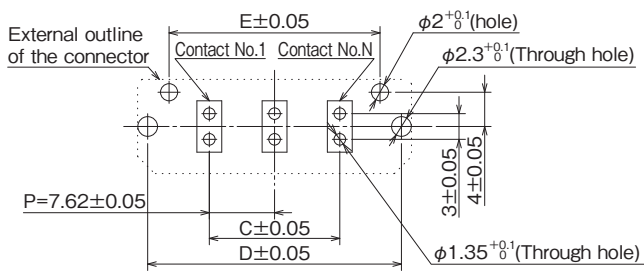 E±0.05
φ2 +0.1 0 (hole)
External outline
of the connector
Contact No.1
Contact No.N
φ2.3 +0.1 0 (Through hole)
3±0.05
4±0.05
P=7.62±0.05
C±0.05
D±0.05
φ1.35 +0.1 0 (Through hole)